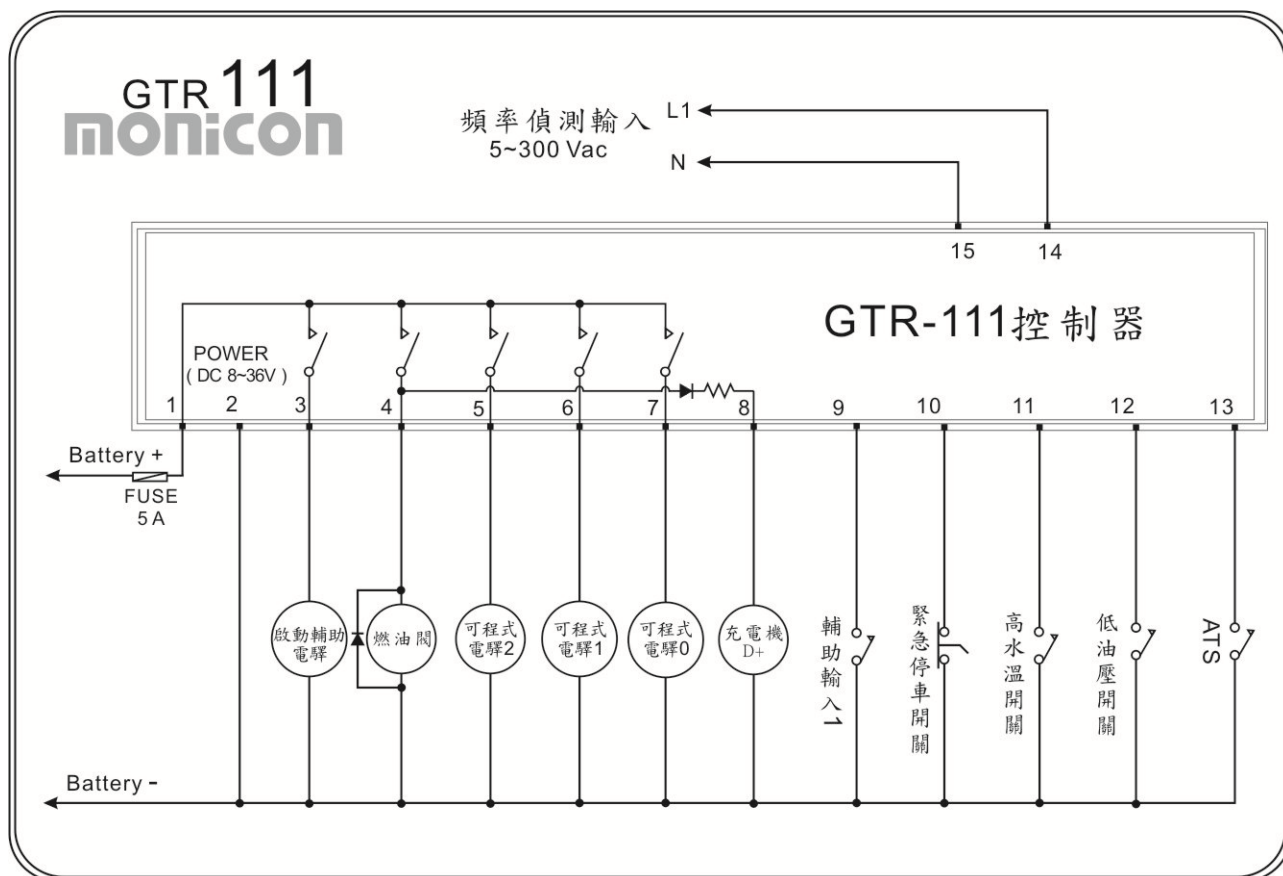 GTR 111
monicon
頻率偵測輸入
5~300 Vac
L1
N
15
14
GTR-111控制器
POWER
( DC 8~36V )
1
2
3
4
5
6
7
8
9
10
11
12
13
Battery +
FUSE
5 A
啟動輔助
電驛
燃油閥
可程式
電驛2
可程式
電驛1
可程式
電驛0
充電機
D+
輔助輸入1
緊急停車開關
高水溫開關
低油壓開關
ATS
Battery -